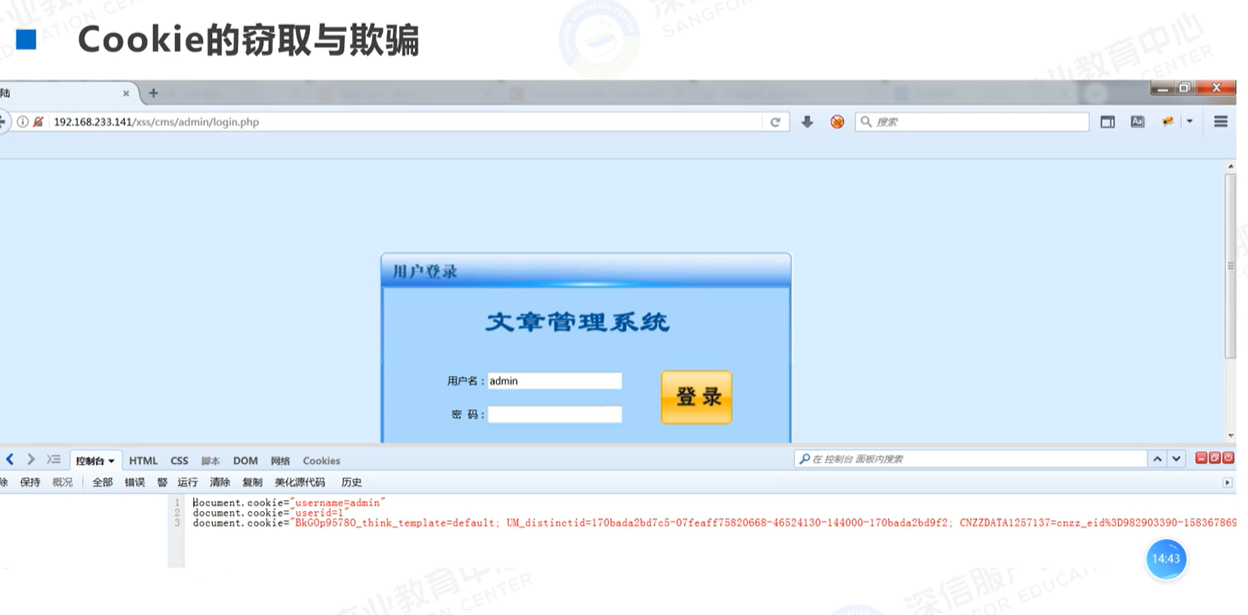 Cookie的窃取与欺骗
陆
192.168.233.141/xss/cms/admin/login.php
搜索
用户登录
文章管理系统
用户名：admin
登 录
密 码：
控制台 HTML CSS 脚本 DOM 网络 Cookies
在 控制台 面板内搜索
除 保持 概况 全部 错误 警 运行 清除 复制 美化源代码 历史
1 document.cookie="username=admin"
2 document.cookie="userid=1"
3 document.cookie="BkGOp9578O_think_template=default; UM_distinctid=170bada2bd7c5-07feaff75820668-46524130-144000-170bada2bd9f2; CNZZDATA1257137=cnzz_eid%3D982903390-158367869
14:43